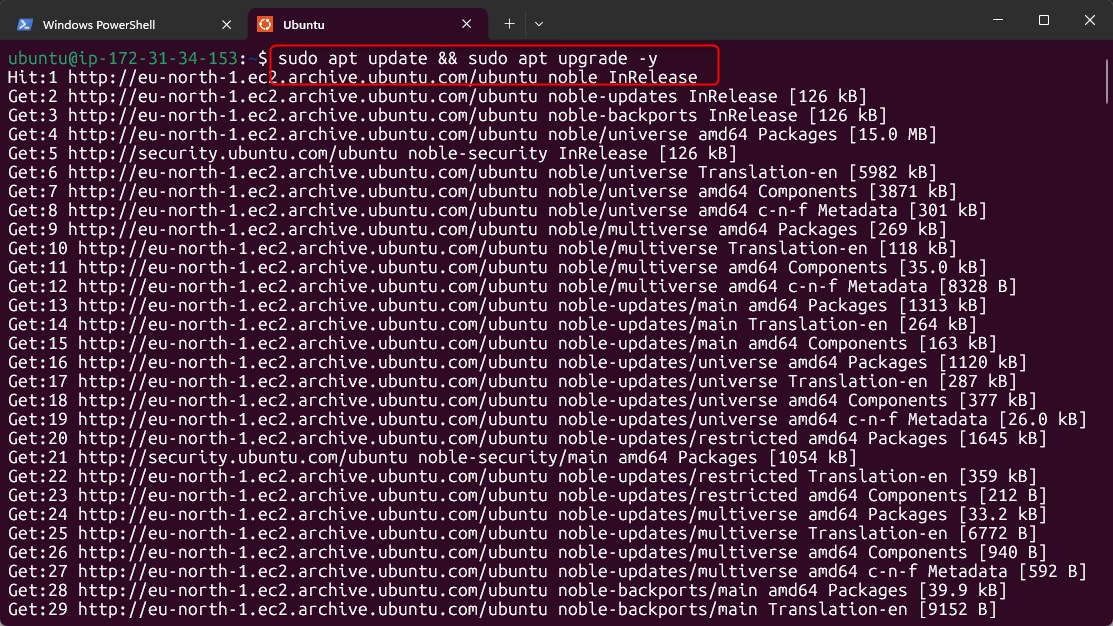 Windows PowerShell
Ubuntu
ubuntu@ip-172-31-34-153:~$ sudo apt update && sudo apt upgrade -y
Hit:1 http://eu-north-1.ec2.archive.ubuntu.com/ubuntu noble InRelease
Get:2 http://eu-north-1.ec2.archive.ubuntu.com/ubuntu noble-updates InRelease [126 kB]
Get:3 http://eu-north-1.ec2.archive.ubuntu.com/ubuntu noble-backports InRelease [126 kB]
Get:4 http://eu-north-1.ec2.archive.ubuntu.com/ubuntu noble/universe amd64 Packages [15.0 MB]
Get:5 http://security.ubuntu.com/ubuntu noble-security InRelease [126 kB]
Get:6 http://eu-north-1.ec2.archive.ubuntu.com/ubuntu noble/universe Translation-en [5982 kB]
Get:7 http://eu-north-1.ec2.archive.ubuntu.com/ubuntu noble/universe amd64 Components [3871 kB]
Get:8 http://eu-north-1.ec2.archive.ubuntu.com/ubuntu noble/universe amd64 c-n-f Metadata [301 kB]
Get:9 http://eu-north-1.ec2.archive.ubuntu.com/ubuntu noble/multiverse amd64 Packages [269 kB]
Get:10 http://eu-north-1.ec2.archive.ubuntu.com/ubuntu noble/multiverse Translation-en [118 kB]
Get:11 http://eu-north-1.ec2.archive.ubuntu.com/ubuntu noble/multiverse amd64 Components [35.0 kB]
Get:12 http://eu-north-1.ec2.archive.ubuntu.com/ubuntu noble/multiverse amd64 c-n-f Metadata [8328 B]
Get:13 http://eu-north-1.ec2.archive.ubuntu.com/ubuntu noble-updates/main amd64 Packages [1313 kB]
Get:14 http://eu-north-1.ec2.archive.ubuntu.com/ubuntu noble-updates/main Translation-en [264 kB]
Get:15 http://eu-north-1.ec2.archive.ubuntu.com/ubuntu noble-updates/main amd64 Components [163 kB]
Get:16 http://eu-north-1.ec2.archive.ubuntu.com/ubuntu noble-updates/universe amd64 Packages [1120 kB]
Get:17 http://eu-north-1.ec2.archive.ubuntu.com/ubuntu noble-updates/universe Translation-en [287 kB]
Get:18 http://eu-north-1.ec2.archive.ubuntu.com/ubuntu noble-updates/universe amd64 Components [377 kB]
Get:19 http://eu-north-1.ec2.archive.ubuntu.com/ubuntu noble-updates/universe amd64 c-n-f Metadata [26.0 kB]
Get:20 http://eu-north-1.ec2.archive.ubuntu.com/ubuntu noble-updates/restricted amd64 Packages [1645 kB]
Get:21 http://security.ubuntu.com/ubuntu noble-security/main amd64 Packages [1054 kB]
Get:22 http://eu-north-1.ec2.archive.ubuntu.com/ubuntu noble-updates/restricted Translation-en [359 kB]
Get:23 http://eu-north-1.ec2.archive.ubuntu.com/ubuntu noble-updates/restricted amd64 Components [212 B]
Get:24 http://eu-north-1.ec2.archive.ubuntu.com/ubuntu noble-updates/multiverse amd64 Packages [33.2 kB]
Get:25 http://eu-north-1.ec2.archive.ubuntu.com/ubuntu noble-updates/multiverse Translation-en [6772 B]
Get:26 http://eu-north-1.ec2.archive.ubuntu.com/ubuntu noble-updates/multiverse amd64 Components [940 B]
Get:27 http://eu-north-1.ec2.archive.ubuntu.com/ubuntu noble-updates/multiverse amd64 c-n-f Metadata [592 B]
Get:28 http://eu-north-1.ec2.archive.ubuntu.com/ubuntu noble-backports/main amd64 Packages [39.9 kB]
Get:29 http://eu-north-1.ec2.archive.ubuntu.com/ubuntu noble-backports/main Translation-en [9152 B]